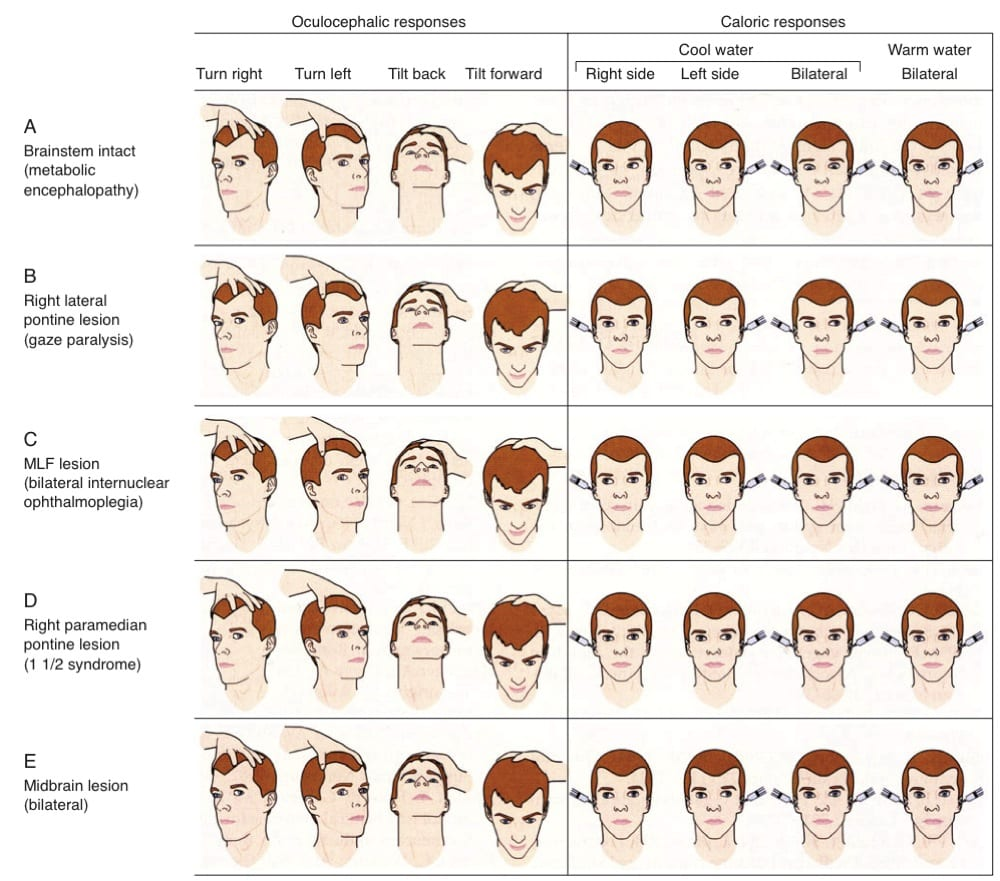 Oculocephalic responses
Caloric responses
Cool water
Warm water
Turn right
Turn left
Tilt back
Tilt forward
Right side
Left side
Bilateral
Bilateral
A
Brainstem intact
(metabolic
encephalopathy)
B
Right lateral
pontine lesion
(gaze paralysis)
C
MLF lesion
(bilateral internuclear
ophthalmoplegia)
D
Right paramedian
pontine lesion
(1 1/2 syndrome)
E
Midbrain lesion
(bilateral)